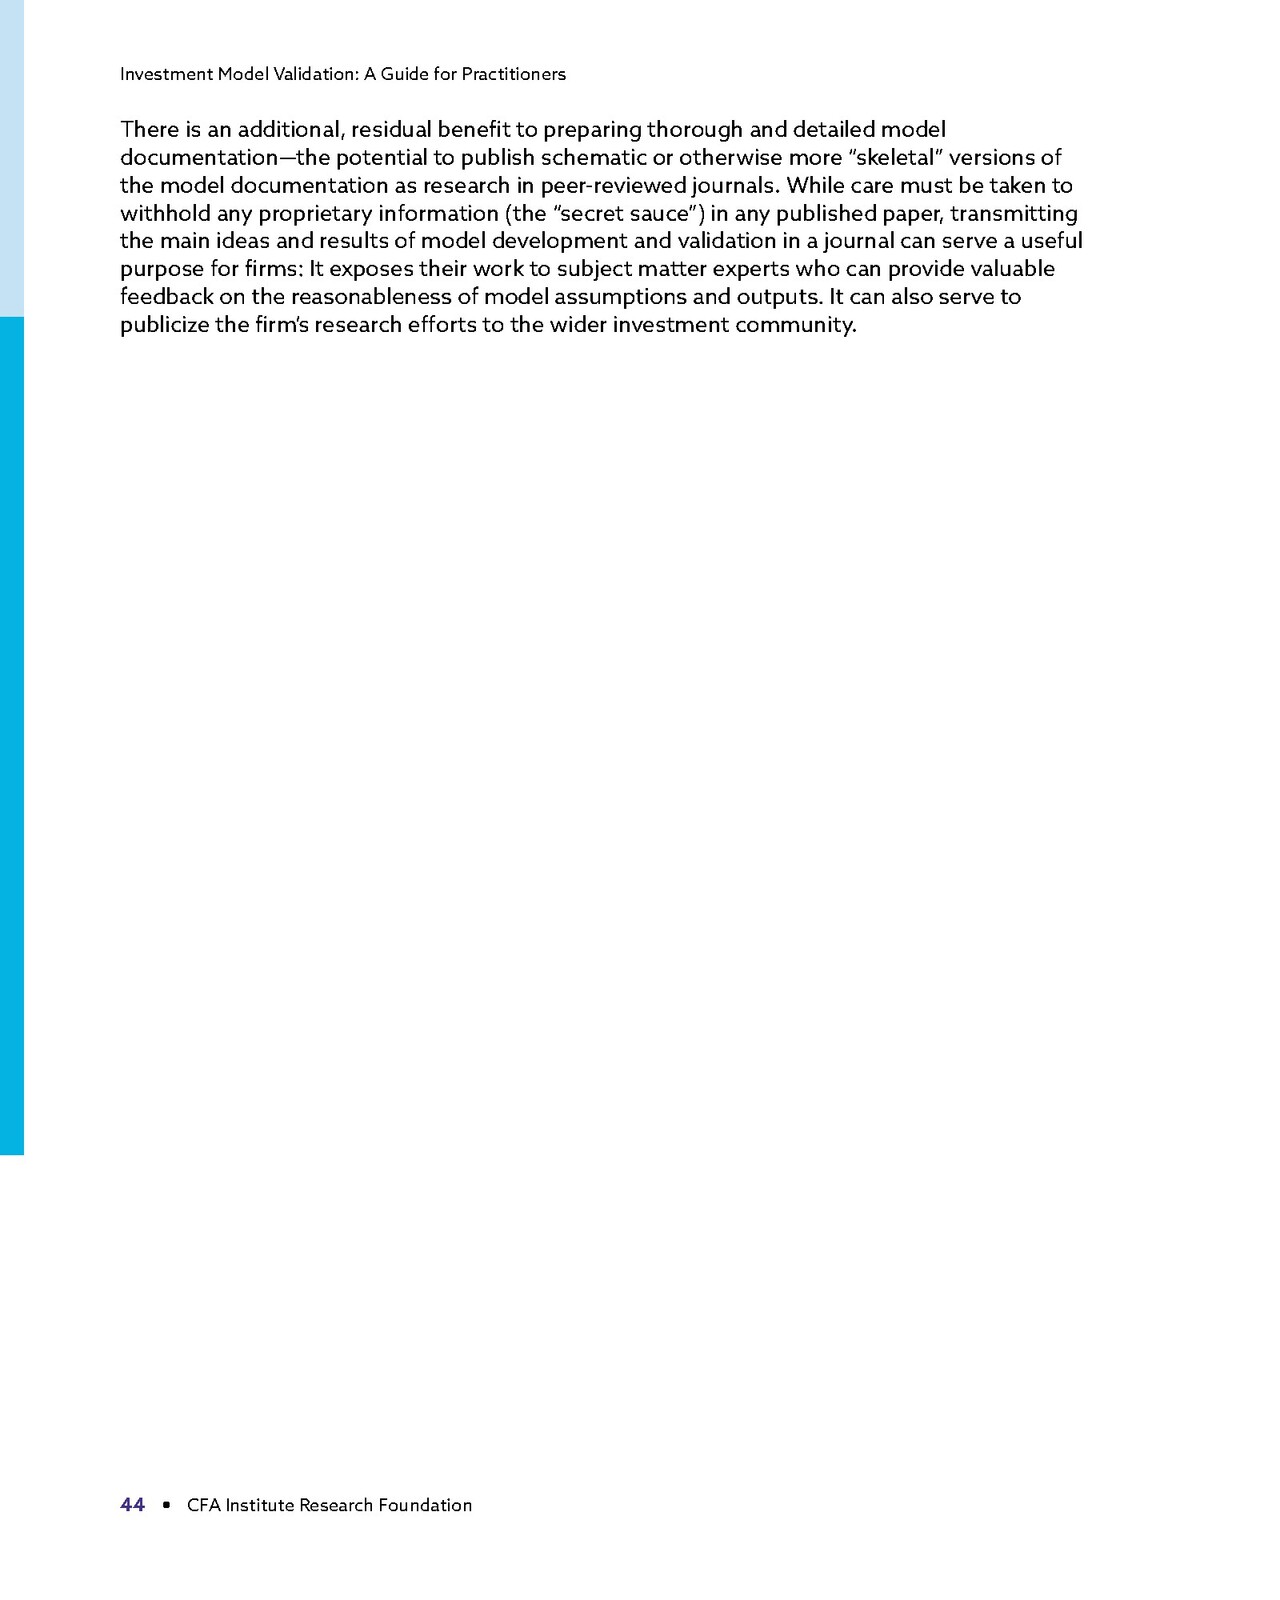 Investment Model Validation: A Guide for Practitioners
There is an additional, residual benefit to preparing thorough and detailed model
documentation—the potential to publish schematic or otherwise more “skeletal” versions of
the model documentation as research in peer-reviewed journals. While care must be taken to
withhold any proprietary information (the “secret sauce”) in any published paper, transmitting
the main ideas and results of model development and validation in a journal can serve a useful
purpose for firms: It exposes their work to subject matter experts who can provide valuable
feedback on the reasonableness of model assumptions and outputs. It can also serve to
publicize the firm’s research efforts to the wider investment community.
44 • CFA Institute Research Foundation